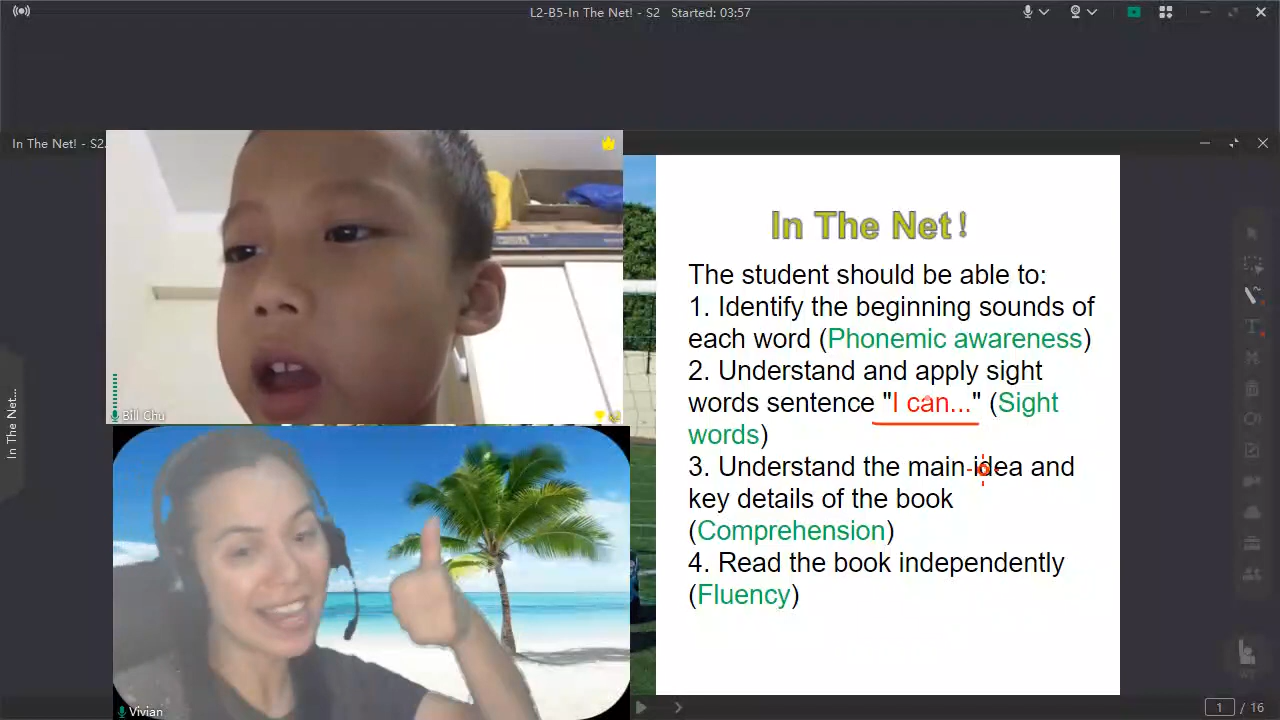 L2-B5-In The Net! - S2 Started: 03:57
In The Net! - S2.
In The Net...
Bill Chu
Vivian
In The Net!
The student should be able to:
1. Identify the beginning sounds of
each word (Phonemic awareness)
2. Understand and apply sight
words sentence "I can..." (Sight
words)
3. Understand the main idea and
key details of the book
(Comprehension)
4. Read the book independently
(Fluency)
1 / 16